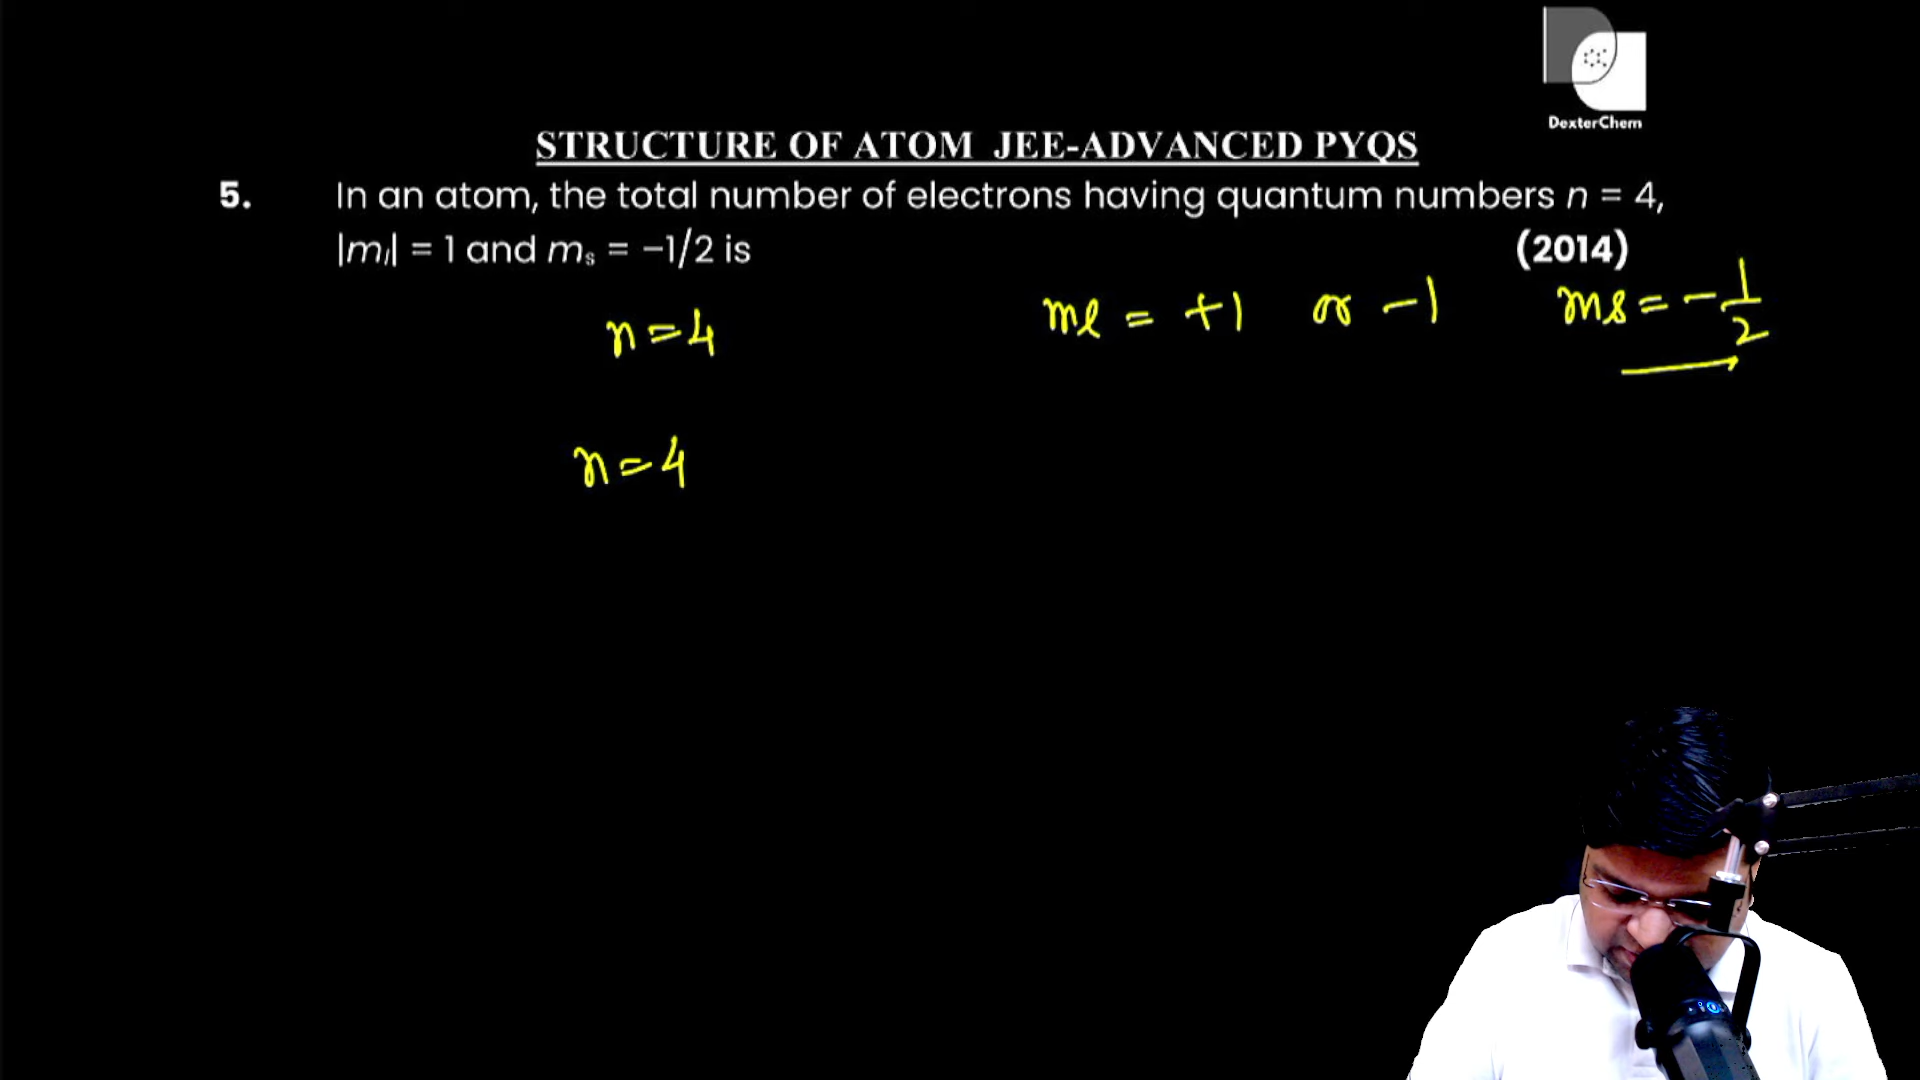 DexterChem
STRUCTURE OF ATOM JEE-ADVANCED PYQS
5. In an atom, the total number of electrons having quantum numbers n = 4,
|mₗ| = 1 and mₛ = –1/2 is (2014)
n = 4 mℓ = +1 or -1 ms = -1/2
n = 4